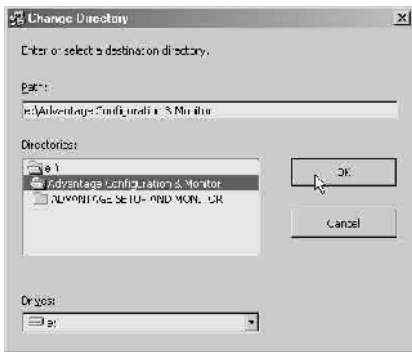 Change Directory
Enter or select a destination directory.
Path:
e:\Advantage Configuration & Monitor
Directories:
e:\
Advantage Configuration & Monitor
ADVANTAGE SETUP AND MONITOR
OK
Cancel
Drives:
e: